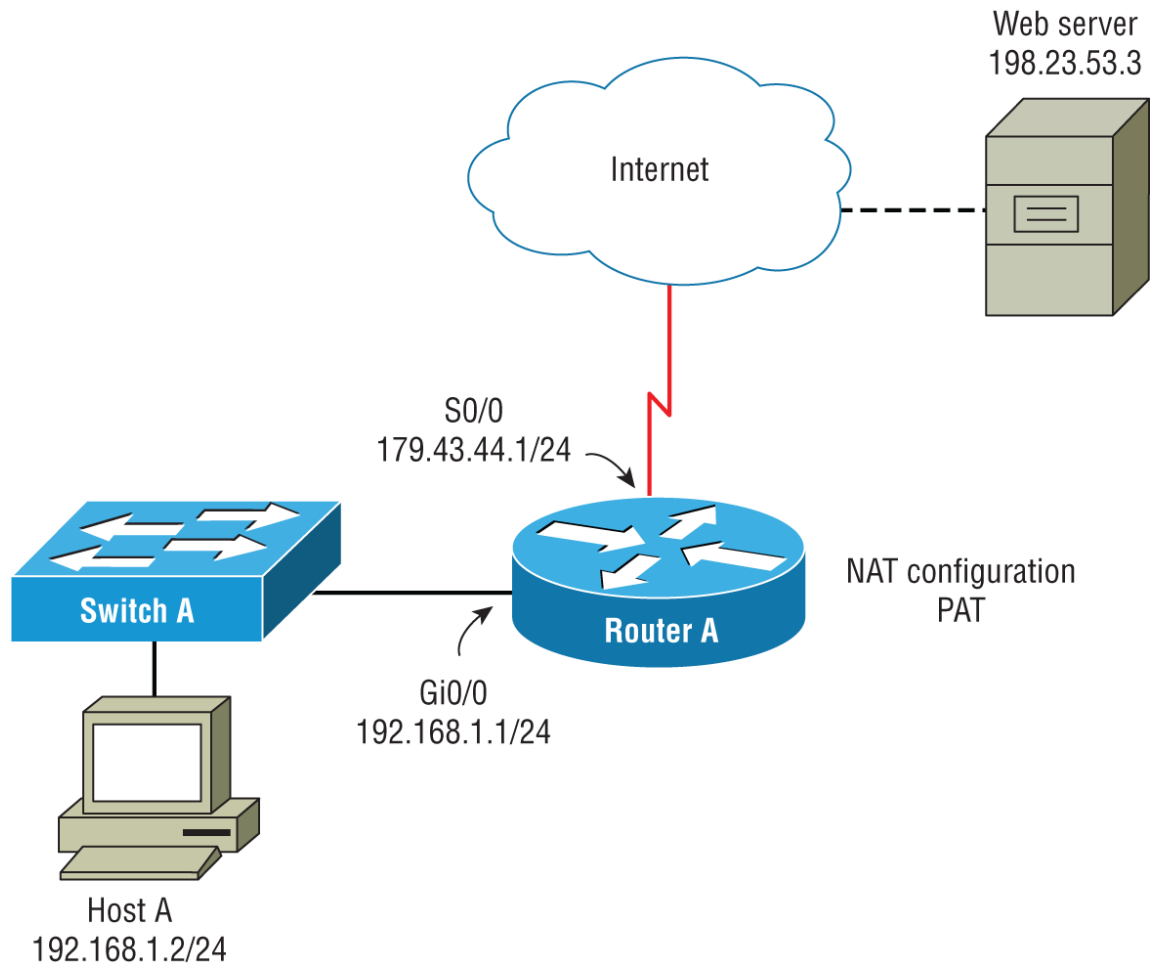 Web server
198.23.53.3
Internet
S0/0
179.43.44.1/24
NAT configuration
PAT
Switch A
Router A
Gi0/0
192.168.1.1/24
Host A
192.168.1.2/24